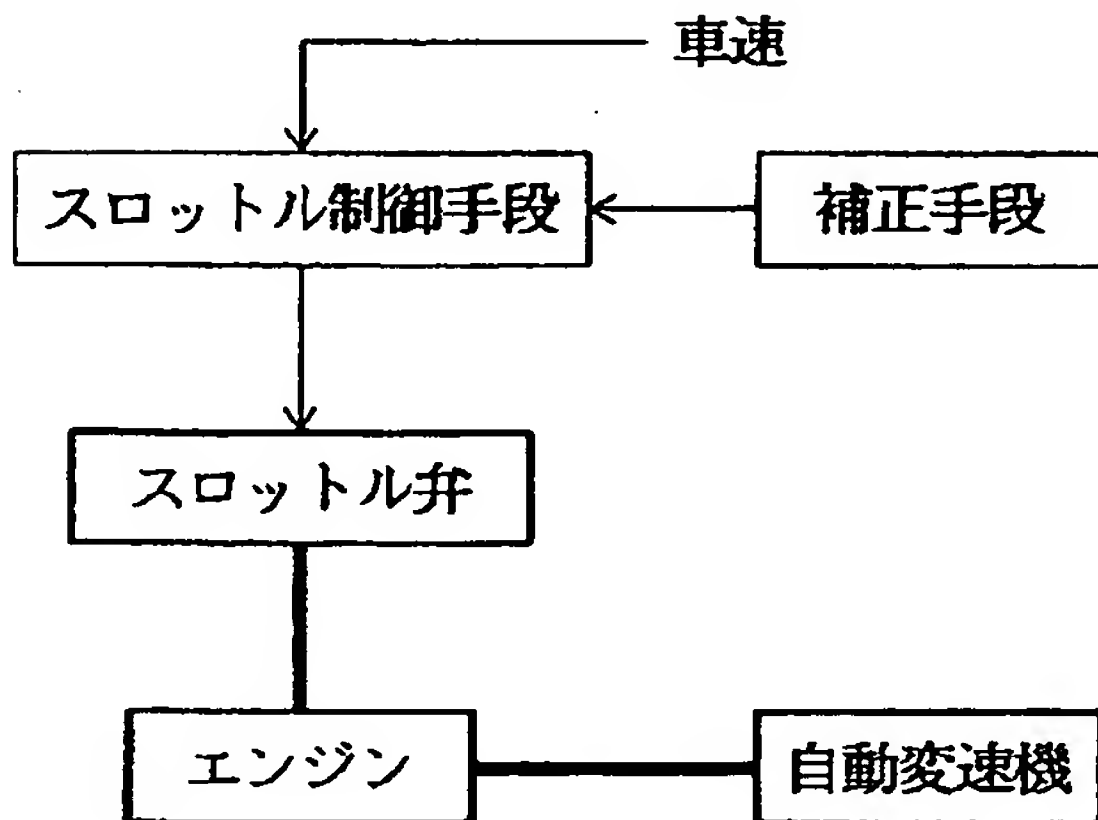 車速
スロットル制御手段
補正手段
スロットル弁
エンジン
自動変速機